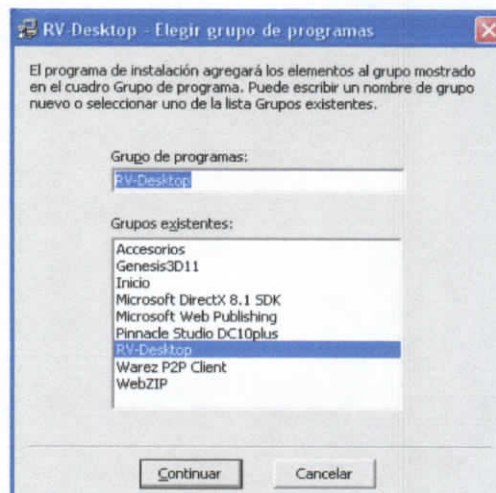 RV-Desktop - Elegir grupo de programas
El programa de instalación agregará los elementos al grupo mostrado
en el cuadro Grupo de programa. Puede escribir un nombre de grupo
nuevo o seleccionar uno de la lista Grupos existentes.
Grupo de programas:
RV-Desktop
Grupos existentes:
Accesorios
Genesis3D11
Inicio
Microsoft DirectX 8.1 SDK
Microsoft Web Publishing
Pinnacle Studio DC10plus
RV-Desktop
Warez P2P Client
WebZIP
Continuar
Cancelar